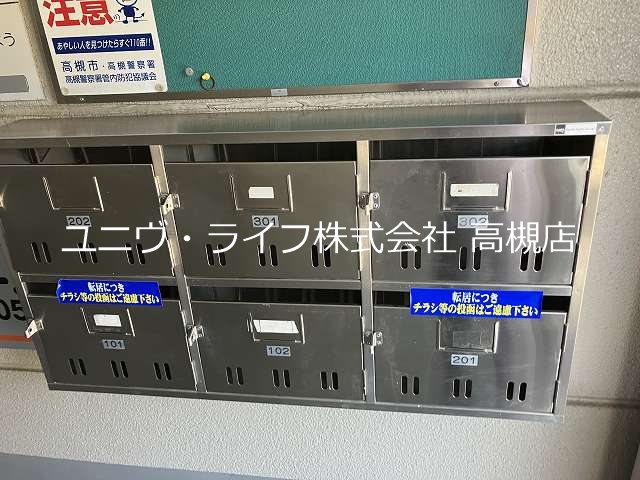 注意
の
あやしい人を見つけたらすぐ110番!!
高槻市・高槻警察署
高槻警察署管内防犯協議会
よう
202
301
302
ユニヴ・ライフ株式会社 高槻店
転居につき
チラシ等の投函はご遠慮下さい
転居につき
チラシ等の投函はご遠慮下さい
05
101
102
201